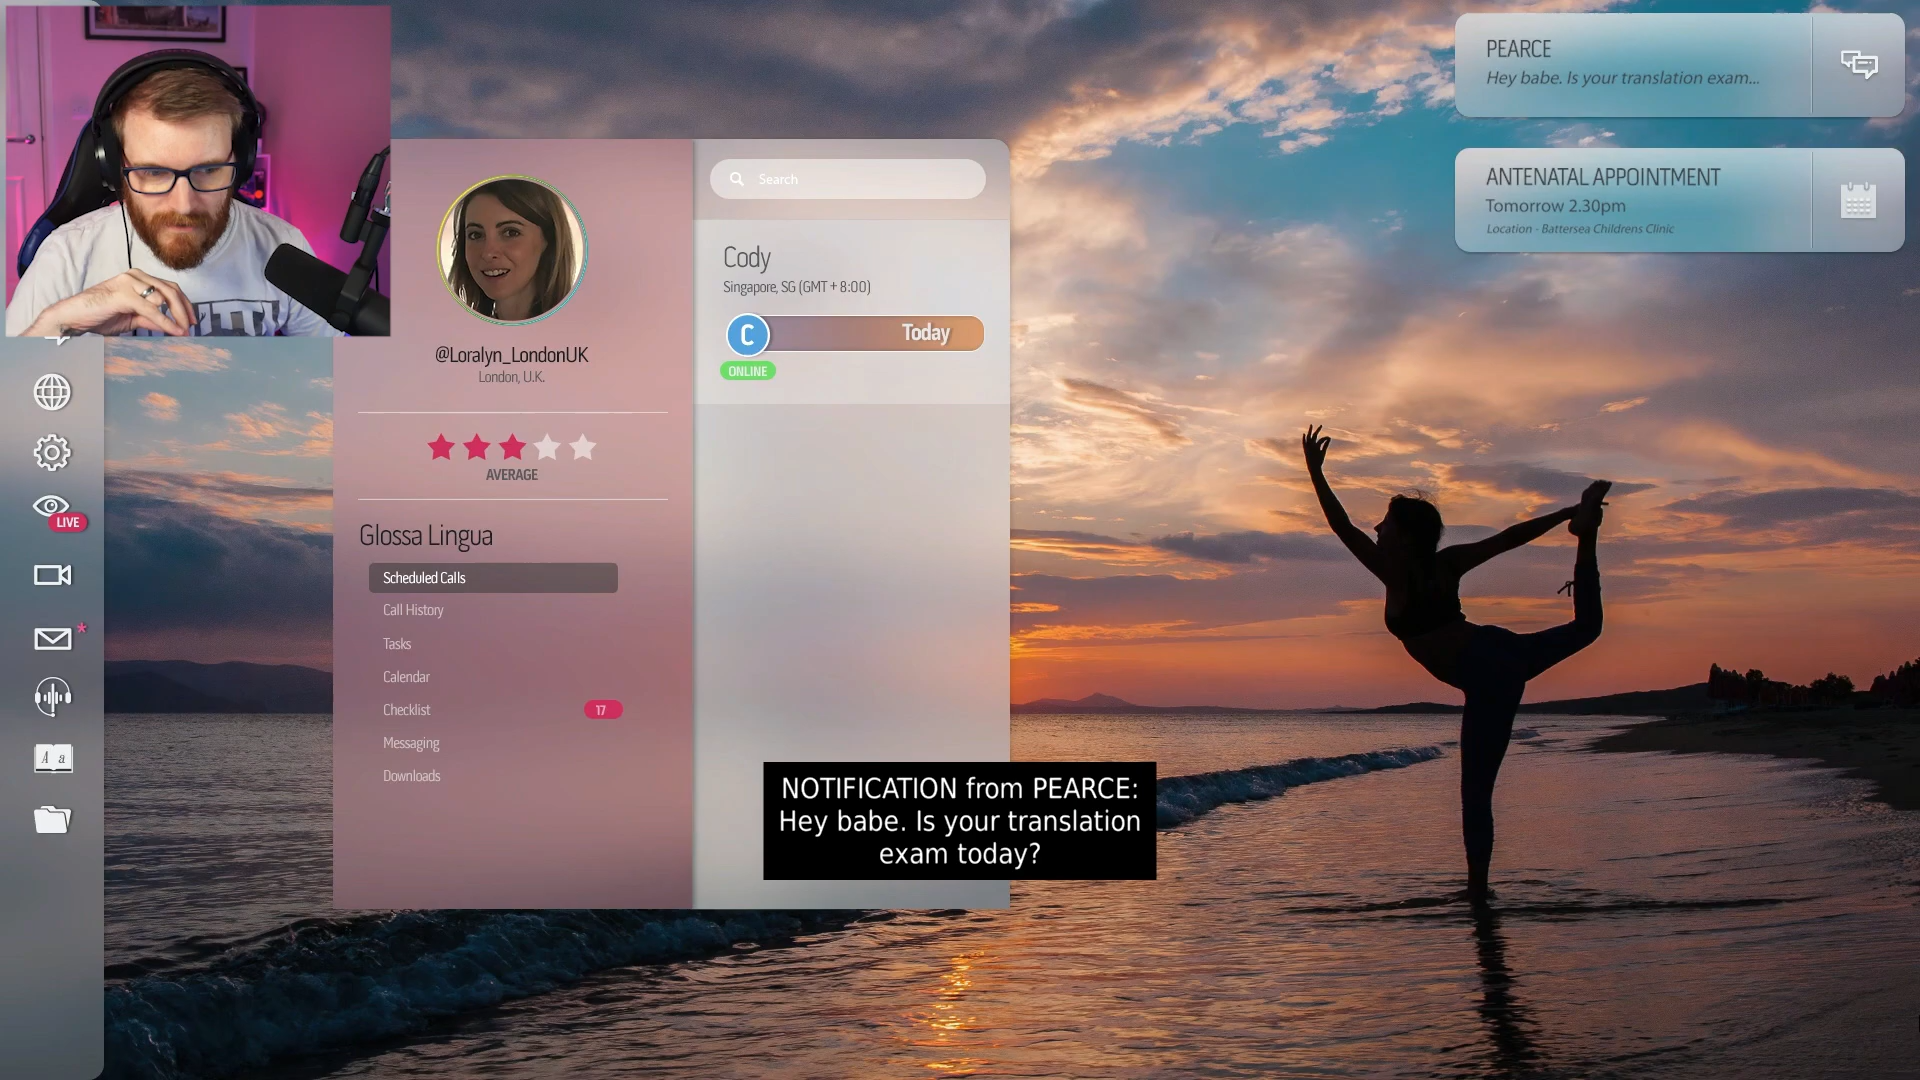 PEARCE
Hey babe. Is your translation exam...
ANTENATAL APPOINTMENT
Tomorrow 2.30pm
Location - Battersea Childrens Clinic
Search
Cody
Singapore, SG (GMT + 8:00)
C
Today
ONLINE
@Loralyn_LondonUK
London, U.K.
AVERAGE
Glossa Lingua
Scheduled Calls
Call History
Tasks
Calendar
Checklist
17
Messaging
Downloads
LIVE
A a
NOTIFICATION from PEARCE:
Hey babe. Is your translation
exam today?